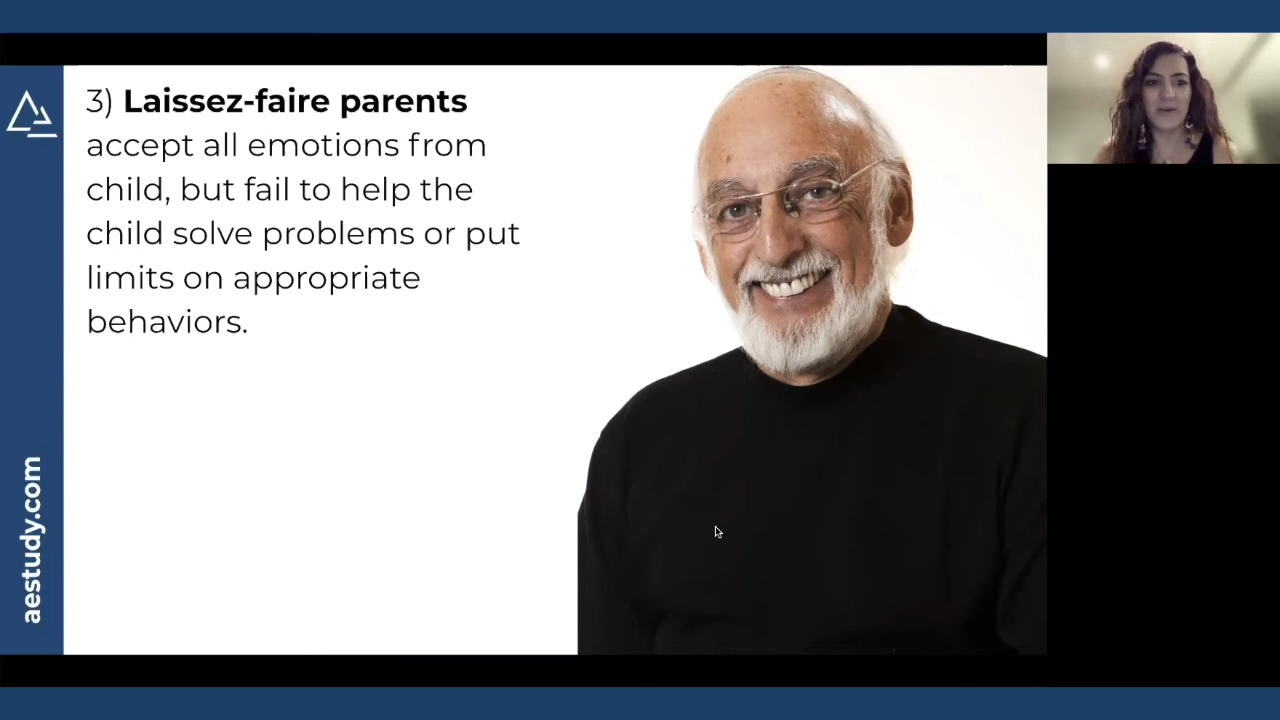 3) Laissez-faire parents
accept all emotions from
child, but fail to help the
child solve problems or put
limits on appropriate
behaviors.
aestudy.com